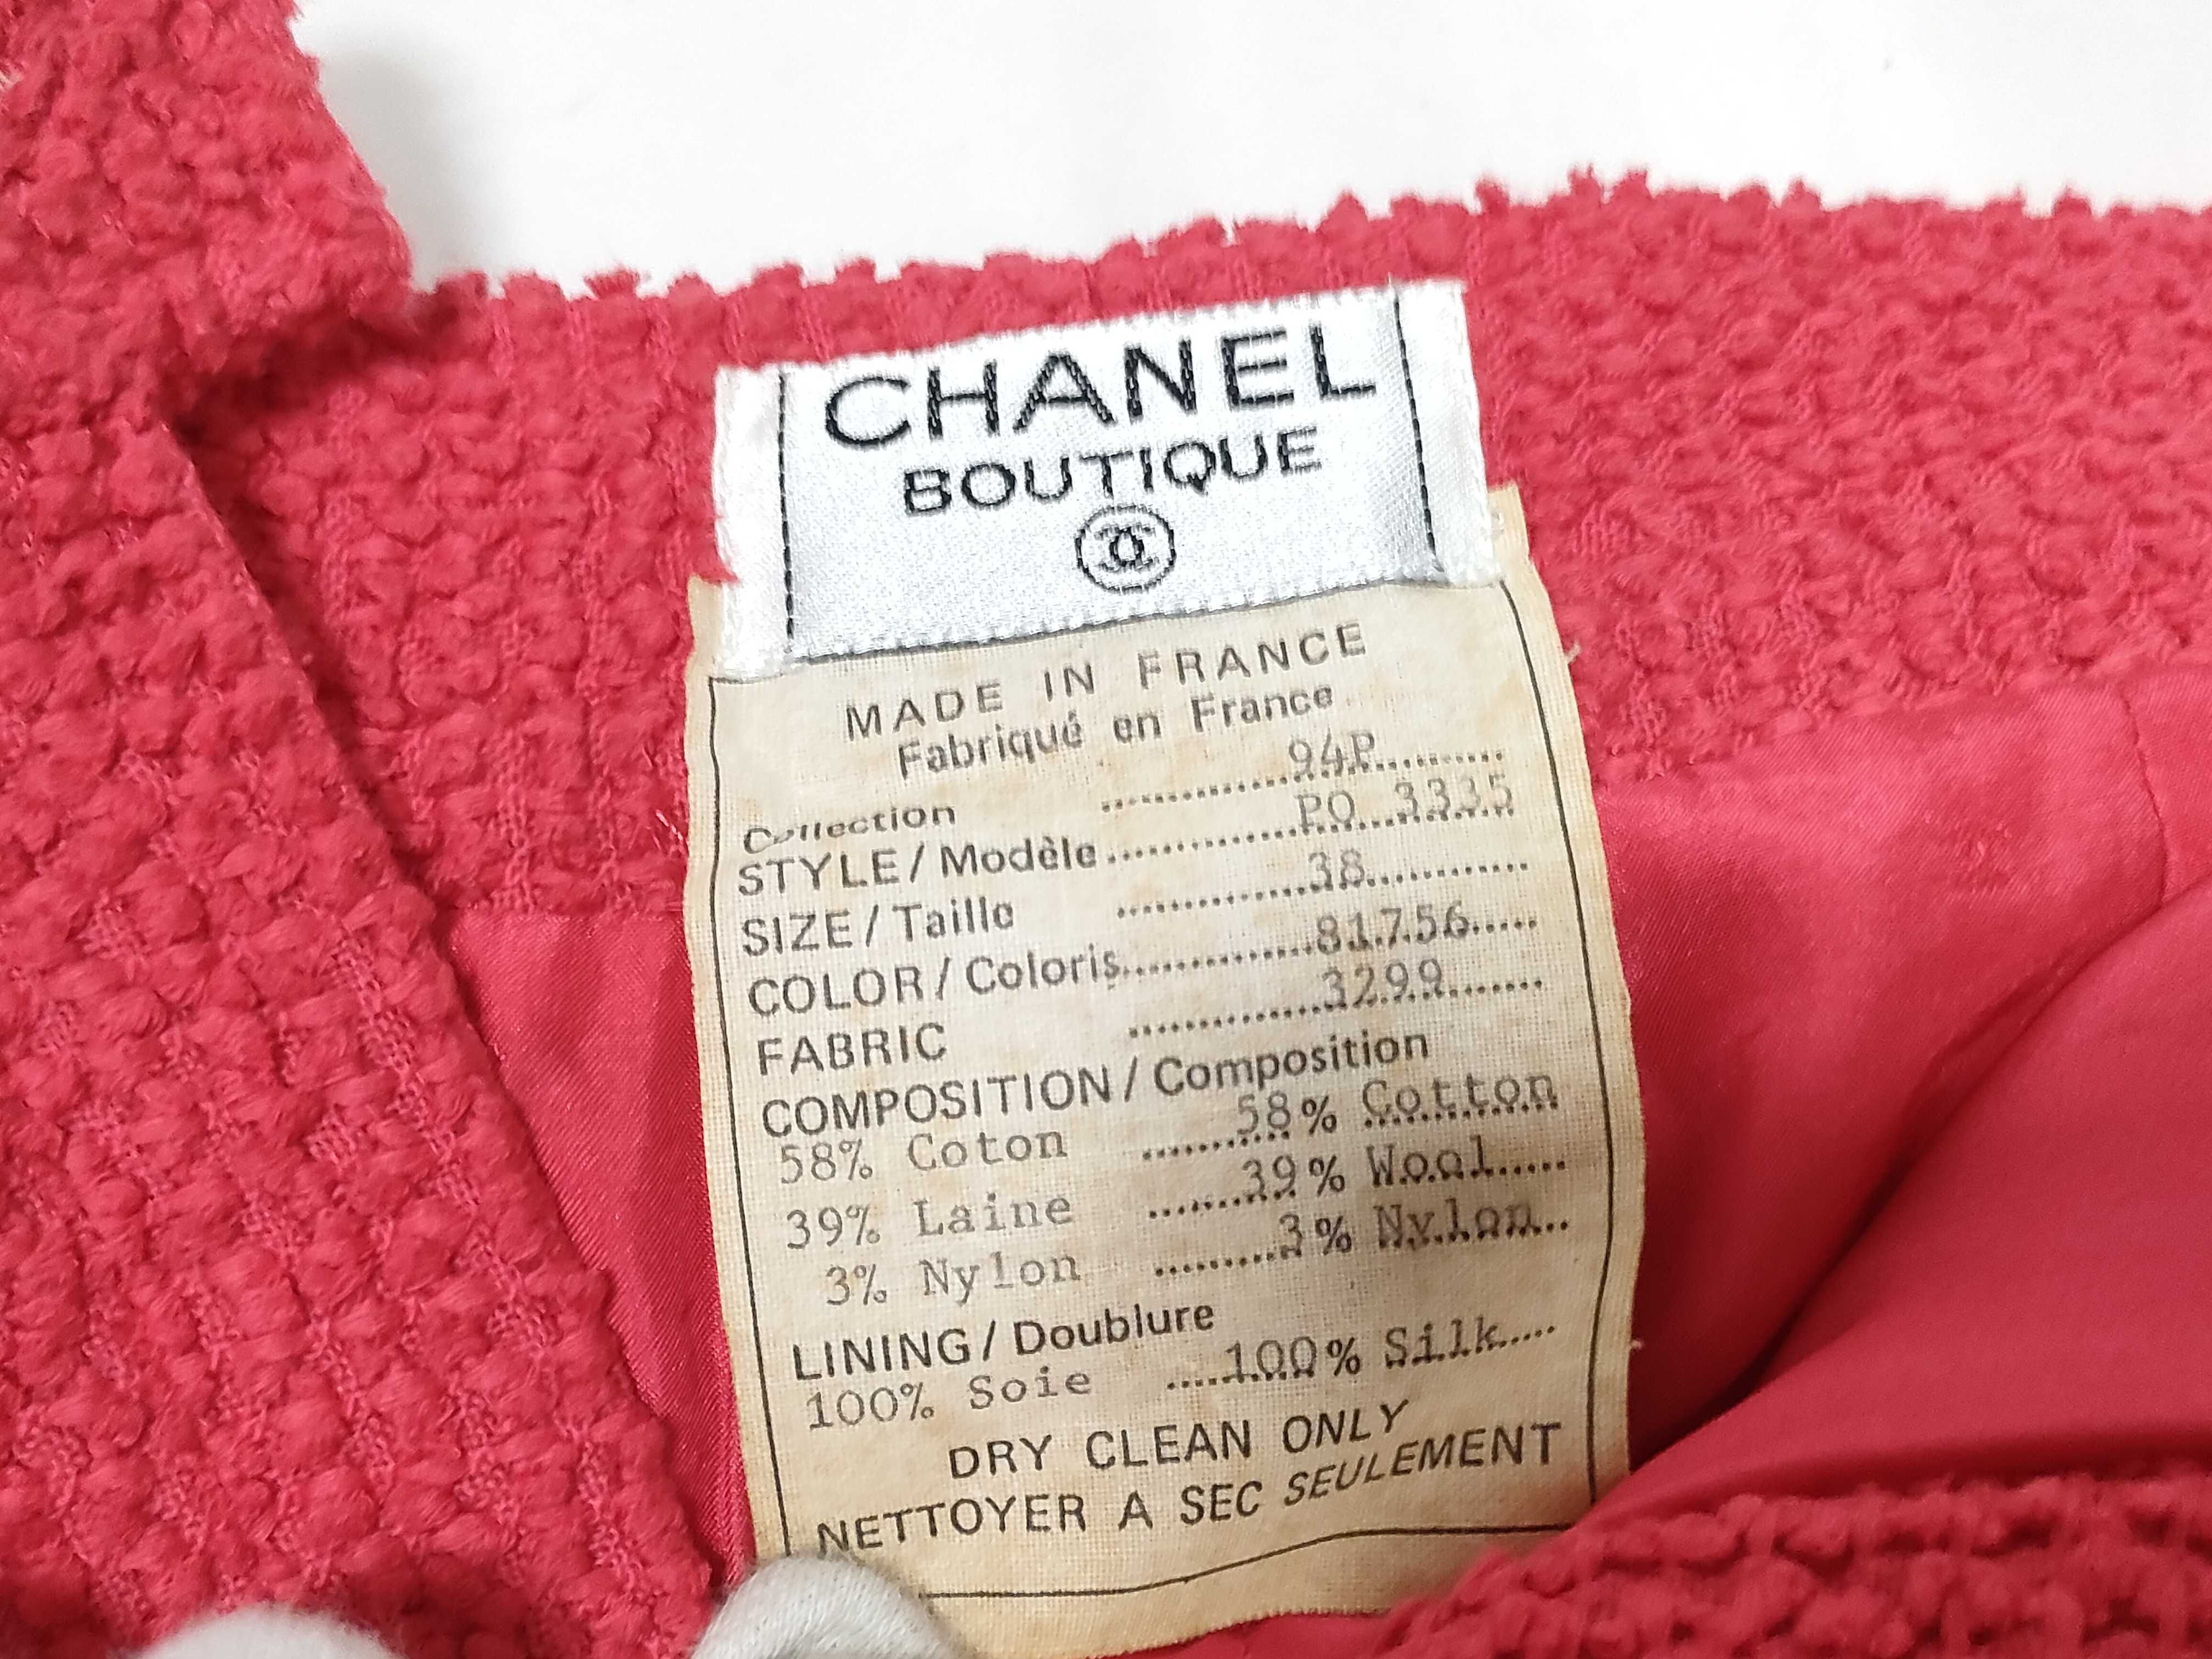 CHANEL
BOUTIQUE
MADE IN FRANCE
Fabriqué en France
Collection ..........94P..........
STYLE/Modèle..........PO 3335
SIZE/Taille ..........38..........
COLOR/Coloris..........81756.....
FABRIC ..........3299.......
COMPOSITION/Composition
58% Coton ..........58% Cotton
39% Laine ..........39% Wool.....
3% Nylon ..........3% Nylon..
LINING/Doublure
100% Soie .....100% Silk.....
DRY CLEAN ONLY
NETTOYER A SEC SEULEMENT